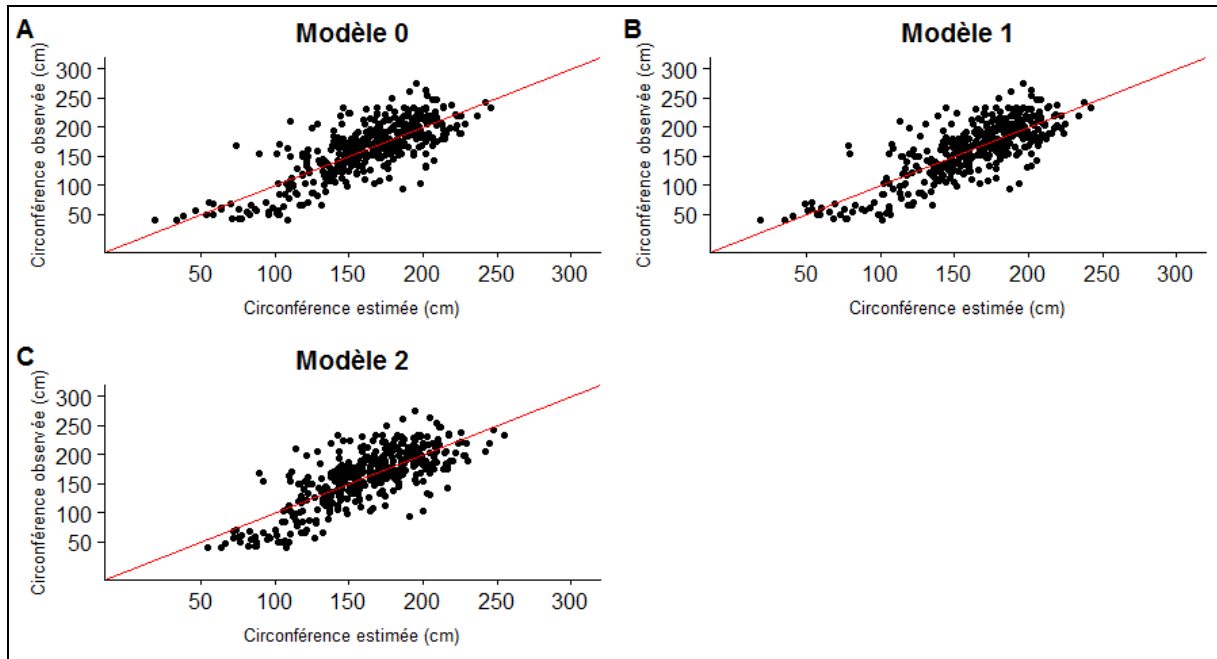 A
Modèle 0
Circonférence observée (cm)
300
250
200
150
100
50
50 100 150 200 250 300
Circonférence estimée (cm)
B
Modèle 1
Circonférence observée (cm)
300
250
200
150
100
50
50 100 150 200 250 300
Circonférence estimée (cm)
C
Modèle 2
Circonférence observée (cm)
300
250
200
150
100
50
50 100 150 200 250 300
Circonférence estimée (cm)